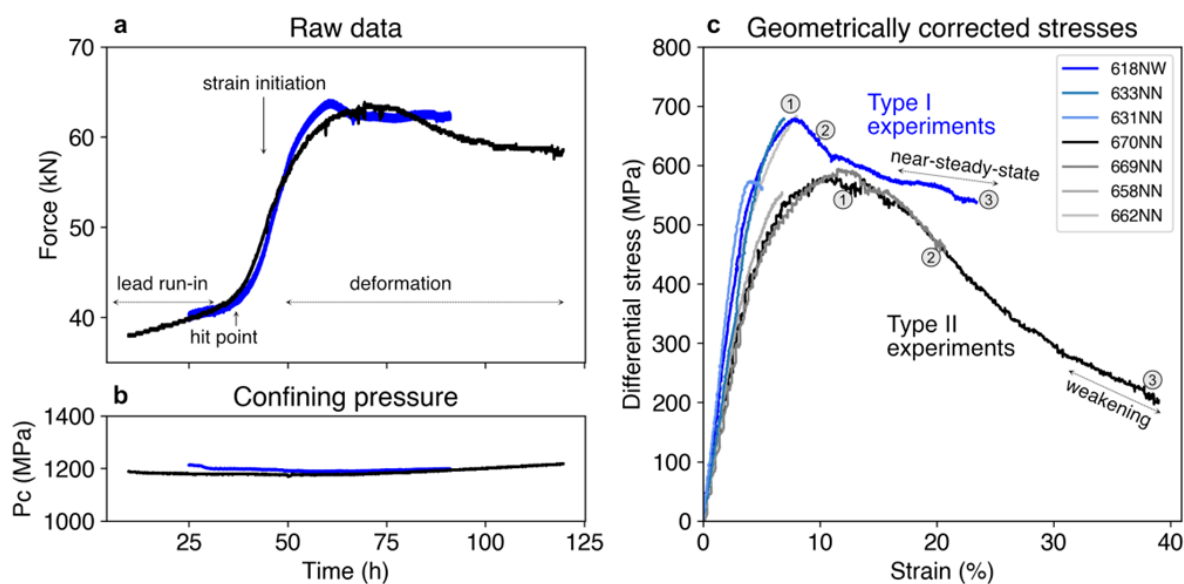 a
Raw data
70
60
50
40
Force (kN)
strain initiation
lead run-in
hit point
deformation
b
Confining pressure
1400
1200
1000
Pc (MPa)
25
50
75
100
125
Time (h)
c
Geometrically corrected stresses
800
700
600
500
400
300
200
100
0
Differential stress (MPa)
618NW
633NN
631NN
670NN
669NN
658NN
662NN
1
2
Type I
experiments
near-steady-state
3
1
2
Type II
experiments
3
weakening
0
10
20
30
40
Strain (%)